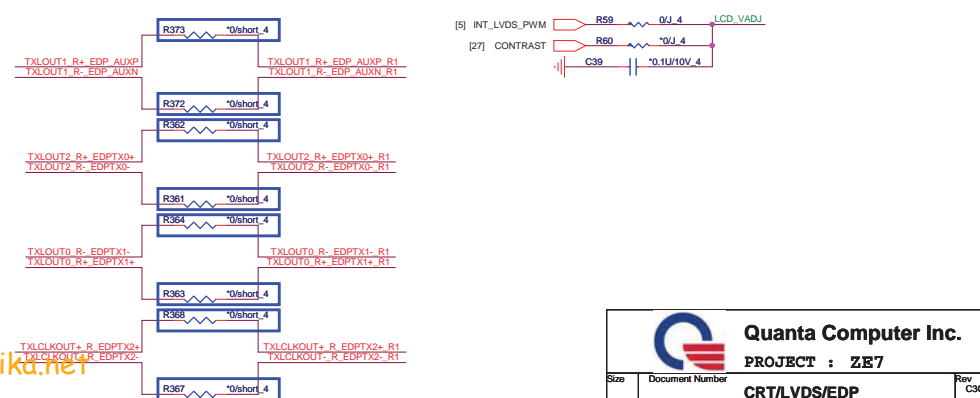 R373 *0/short_4
TXLOUT1_R+_EDP_AUXP TXLOUT1_R+_EDP_AUXP_R1
TXLOUT1_R-_EDP_AUXN TXLOUT1_R-_EDP_AUXN_R1
R372 *0/short_4
R362 *0/short_4
TXLOUT2_R+_EDPTX0+ TXLOUT2_R+_EDPTX0+_R1
TXLOUT2_R-_EDPTX0- TXLOUT2_R-_EDPTX0-_R1
R361 *0/short_4
R364 *0/short_4
TXLOUT0_R-_EDPTX1- TXLOUT0_R-_EDPTX1-_R1
TXLOUT0_R+_EDPTX1+ TXLOUT0_R+_EDPTX1+_R1
R363 *0/short_4
R368 *0/short_4
TXLCLKOUT+_R_EDPTX2+ TXLCLKOUT+_R_EDPTX2+_R1
TXLCLKOUT-_R_EDPTX2- TXLCLKOUT-_R_EDPTX2-_R1
ika.net
R367 *0/short_4
[5] INT_LVDS_PWM R59 0/J_4 LCD_VADJ
[27] CONTRAST R60 *0/J_4
C39 *0.1U/10V_4
Quanta Computer Inc.
PROJECT : ZE7
Size Document Number Rev
CRT/LVDS/EDP